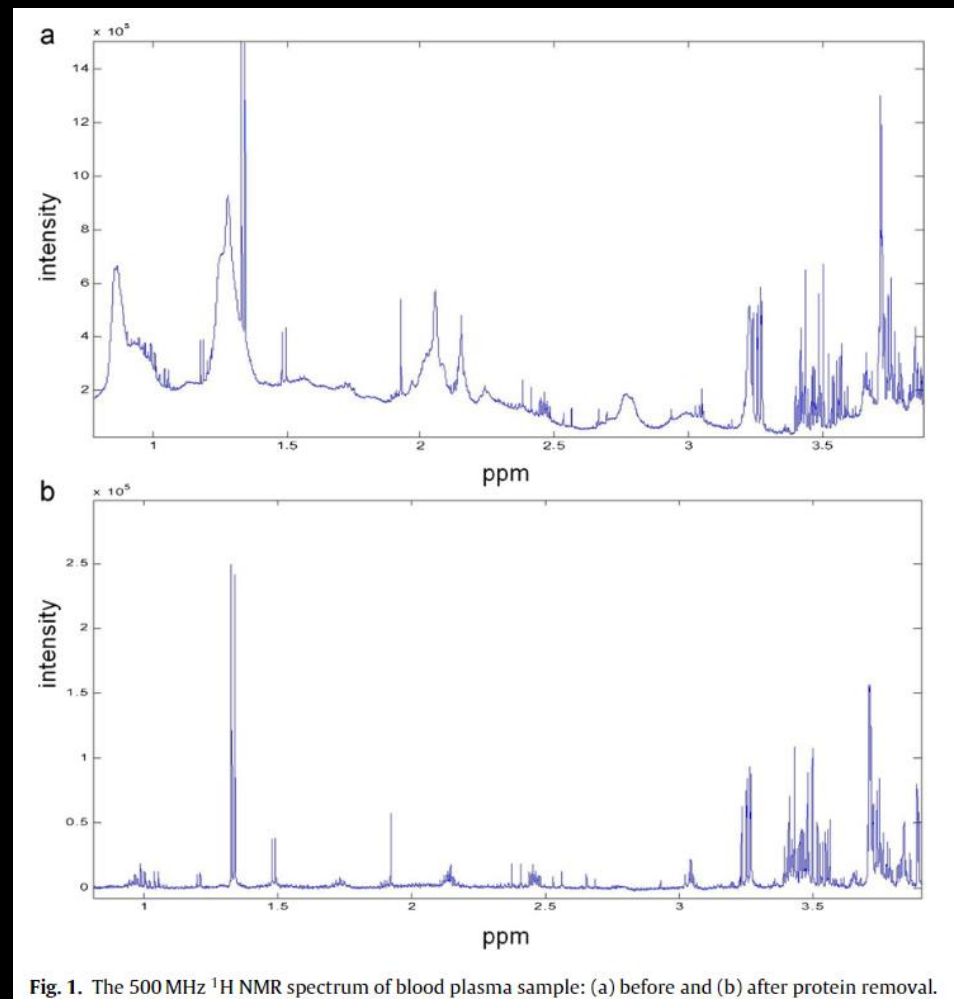 a
× 10⁵
14
12
10
8
6
4
2
intensity
1 1.5 2 2.5 3 3.5
ppm
b
× 10⁵
2.5
2
1.5
1
0.5
0
intensity
1 1.5 2 2.5 3 3.5
ppm
Fig. 1. The 500 MHz ¹H NMR spectrum of blood plasma sample: (a) before and (b) after protein removal.